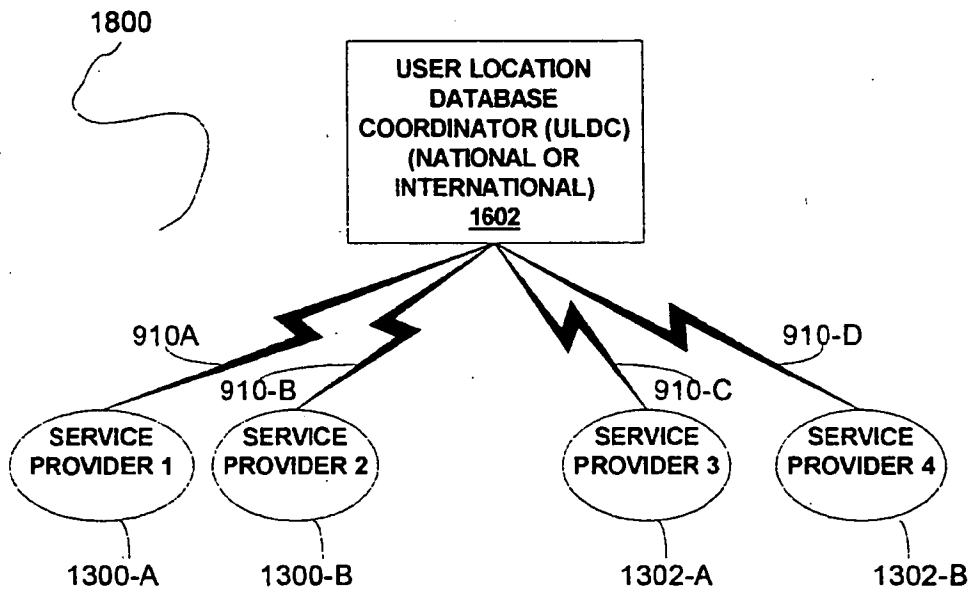 1800
USER LOCATION
DATABASE
COORDINATOR (ULDC)
(NATIONAL OR
INTERNATIONAL)
1602
910A
910-B
910-C
910-D
SERVICE
PROVIDER 1
SERVICE
PROVIDER 2
SERVICE
PROVIDER 3
SERVICE
PROVIDER 4
1300-A
1300-B
1302-A
1302-B